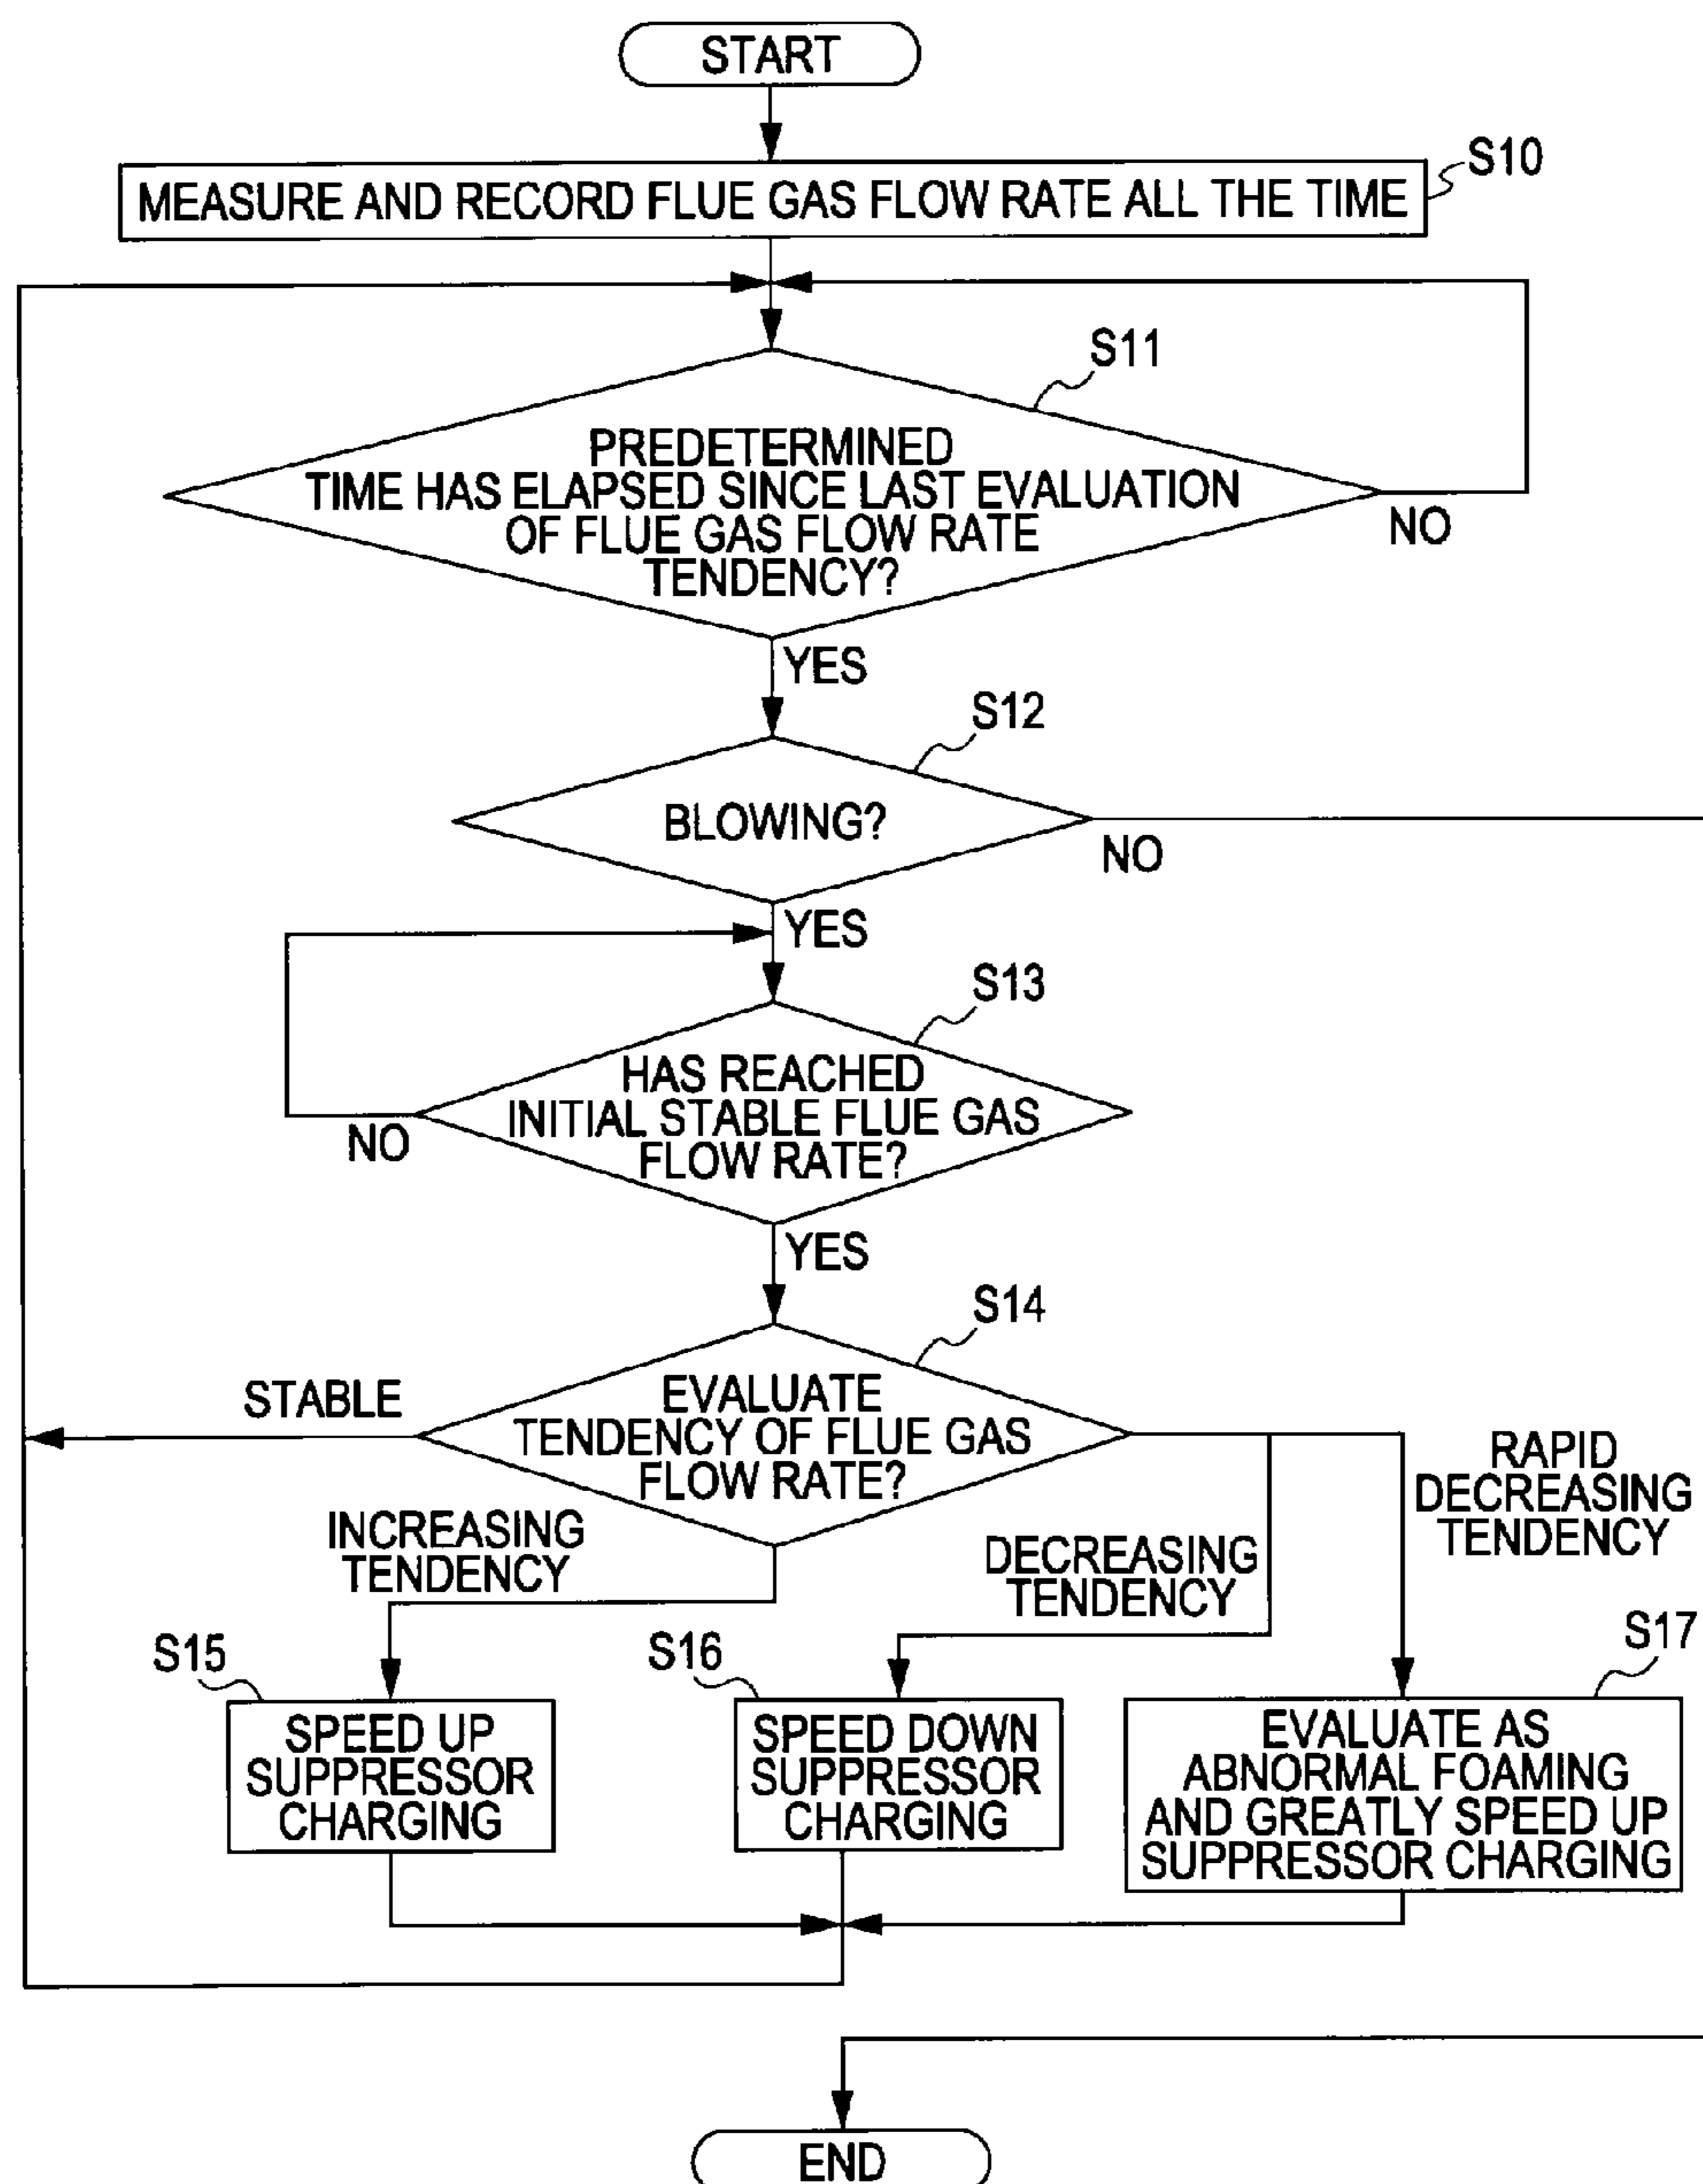 START
S10
MEASURE AND RECORD FLUE GAS FLOW RATE ALL THE TIME
S11
PREDETERMINED
TIME HAS ELAPSED SINCE LAST EVALUATION
OF FLUE GAS FLOW RATE
TENDENCY?
NO
YES
S12
BLOWING?
NO
YES
S13
HAS REACHED
INITIAL STABLE FLUE GAS
FLOW RATE?
NO
YES
S14
STABLE
EVALUATE
TENDENCY OF FLUE GAS
FLOW RATE?
RAPID
DECREASING
TENDENCY
INCREASING
TENDENCY
DECREASING
TENDENCY
S15
S16
S17
SPEED UP
SUPPRESSOR
CHARGING
SPEED DOWN
SUPPRESSOR
CHARGING
EVALUATE AS
ABNORMAL FOAMING
AND GREATLY SPEED UP
SUPPRESSOR CHARGING
END